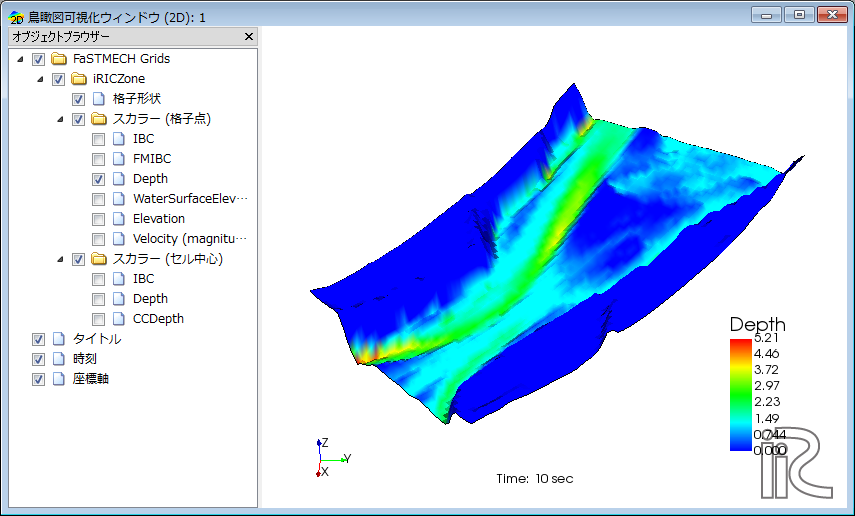 2D 鳥瞰図可視化ウィンドウ (2D): 1
オブジェクトブラウザー
FaSTMECH Grids
iRICZone
格子形状
スカラー (格子点)
IBC
FMIBC
Depth
WaterSurfaceElev…
Elevation
Velocity (magnitu…
スカラー (セル中心)
IBC
Depth
CCDepth
タイトル
時刻
座標軸
Depth
5.21
4.46
3.72
2.97
2.23
1.49
0.744
0.000
Z
Y
X
Time: 10 sec
iRIC